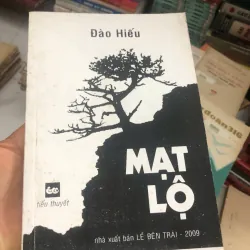 Đào Hiếu
MẠT
LỘ
tiểu thuyết
nhà xuất bản LỀ BÊN TRÁI - 2009